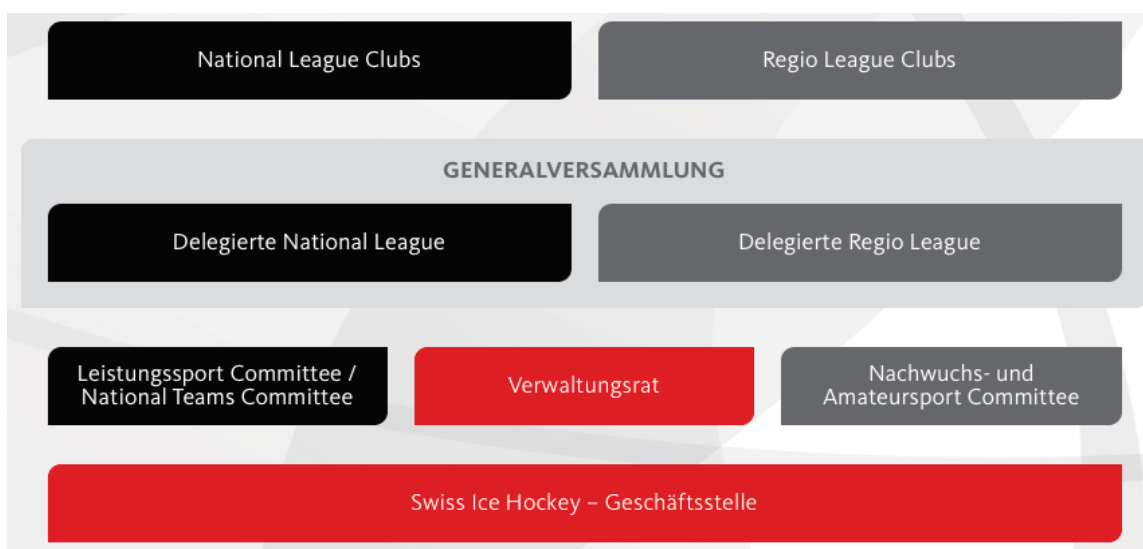 National League Clubs
Regio League Clubs
GENERALVERSAMMLUNG
Delegierte National League
Delegierte Regio League
Leistungssport Committee /
National Teams Committee
Verwaltungsrat
Nachwuchs- und
Amateursport Committee
Swiss Ice Hockey – Geschäftsstelle